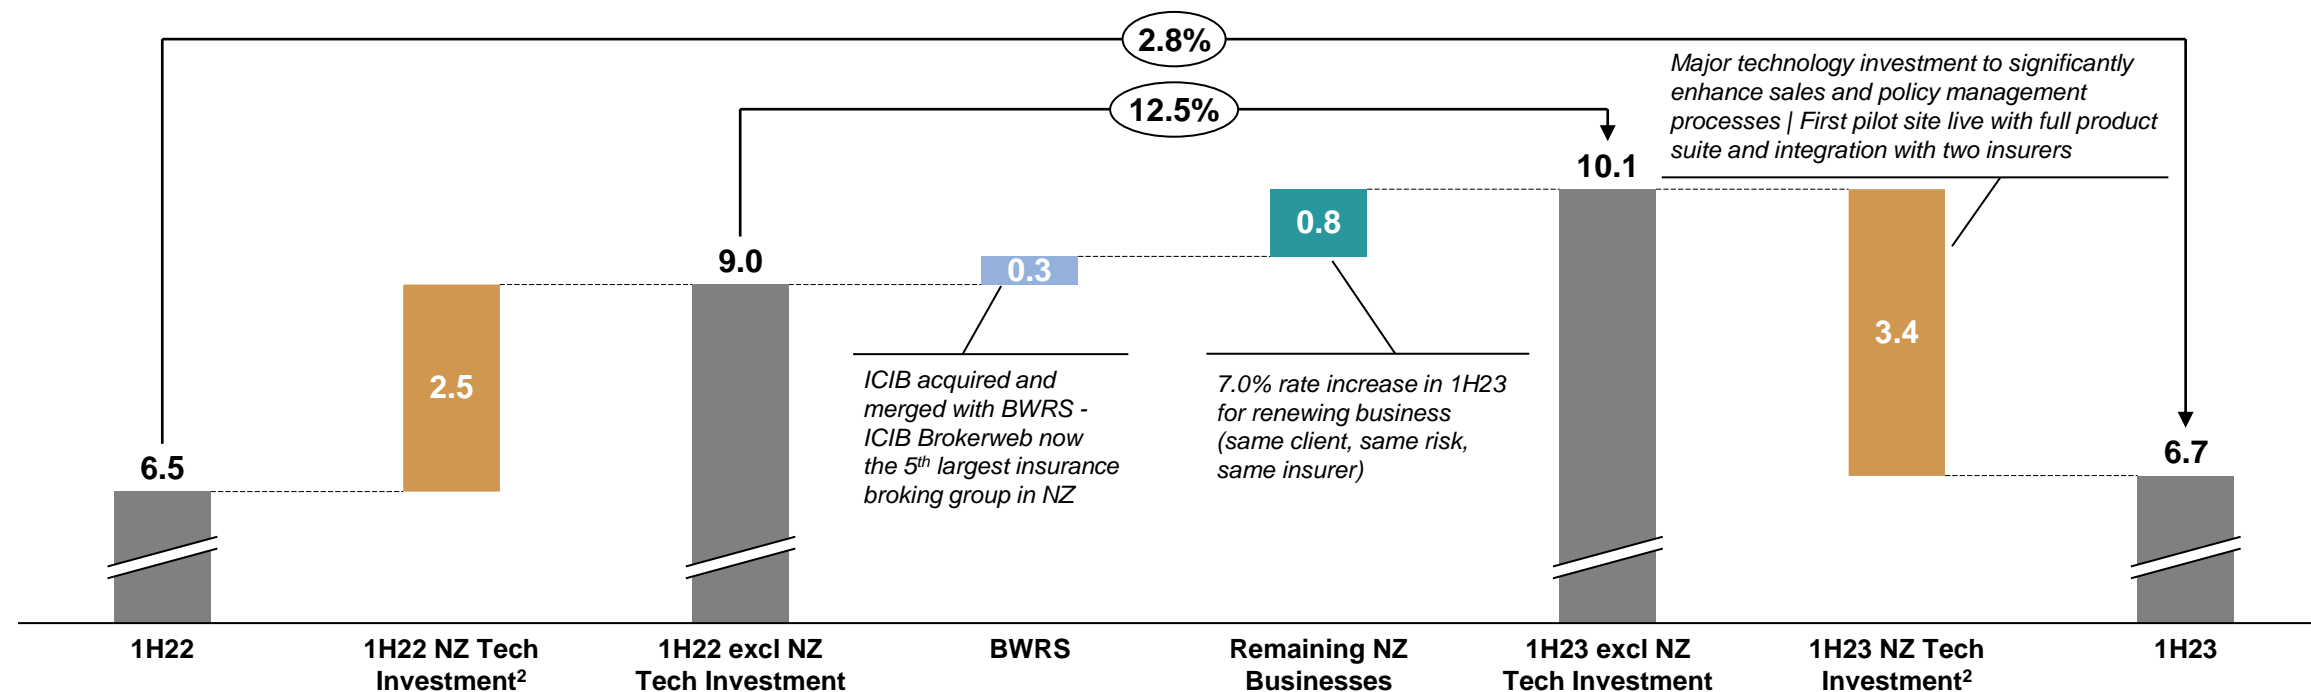 2.8%
12.5%
Major technology investment to significantly
enhance sales and policy management
processes | First pilot site live with full product
suite and integration with two insurers
10.1
9.0
0.8
0.3
2.5
3.4
6.5
6.7
ICIB acquired and
merged with BWRS -
ICIB Brokerweb now
the 5th largest insurance
broking group in NZ
7.0% rate increase in 1H23
for renewing business
(same client, same risk,
same insurer)
1H22
1H22 NZ Tech
Investment2
1H22 excl NZ
Tech Investment
BWRS
Remaining NZ
Businesses
1H23 excl NZ
Tech Investment
1H23 NZ Tech
Investment2
1H23